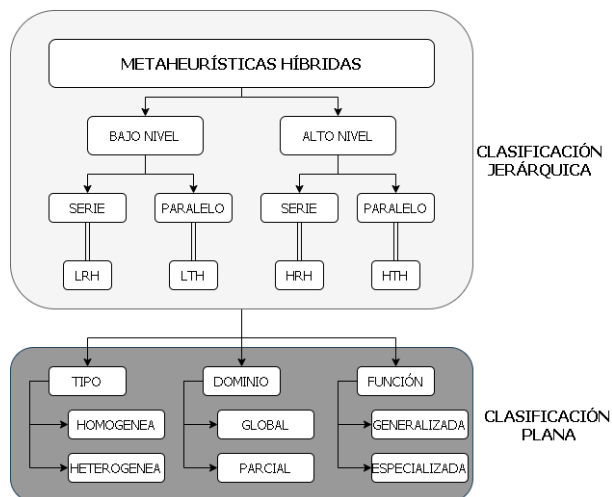 METAHEURÍSTICAS HÍBRIDAS
BAJO NIVEL
ALTO NIVEL
CLASIFICACIÓN
JERÁRQUICA
SERIE
PARALELO
SERIE
PARALELO
LRH
LTH
HRH
HTH
TIPO
DOMINIO
FUNCIÓN
HOMOGENEA
GLOBAL
GENERALIZADA
CLASIFICACIÓN
PLANA
HETEROGENEA
PARCIAL
ESPECIALIZADA